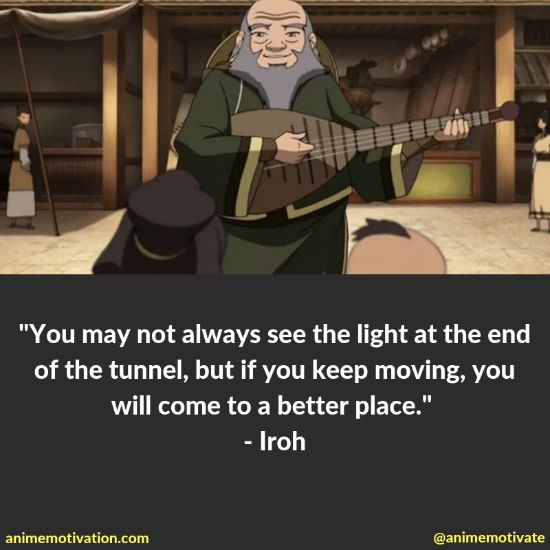 "You may not always see the light at the end
of the tunnel, but if you keep moving, you
will come to a better place."
- Iroh
animemotivation.com
@animemotivate